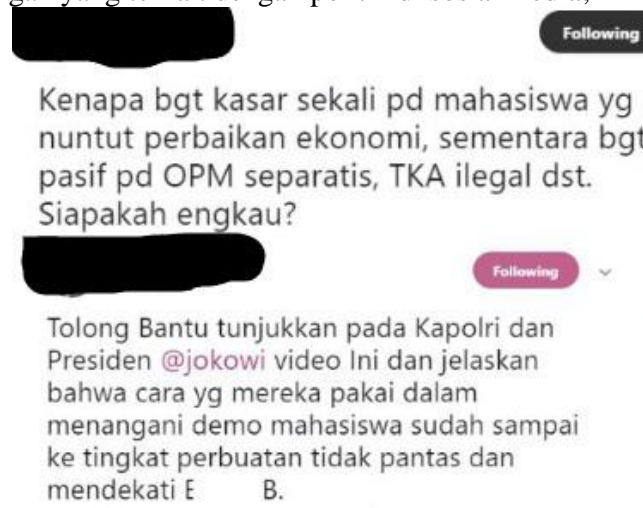 Following
Kenapa bgt kasar sekali pd mahasiswa yg
nuntut perbaikan ekonomi, sementara bgt
pasif pd OPM separatis, TKA ilegal dst.
Siapakah engkau?
Following
Tolong Bantu tunjukkan pada Kapolri dan
Presiden @jokowi video Ini dan jelaskan
bahwa cara yg mereka pakai dalam
menangani demo mahasiswa sudah sampai
ke tingkat perbuatan tidak pantas dan
mendekati B.